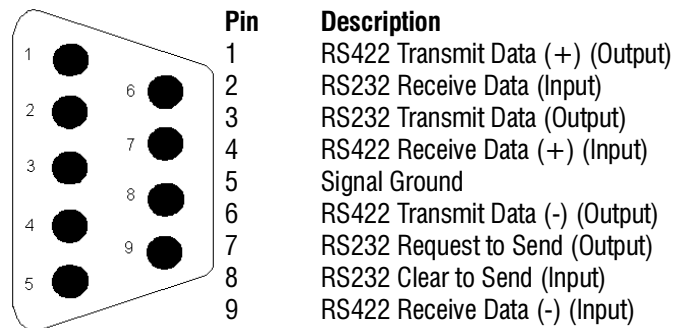 Pin Description
1 RS422 Transmit Data (+) (Output)
2 RS232 Receive Data (Input)
3 RS232 Transmit Data (Output)
4 RS422 Receive Data (+) (Input)
5 Signal Ground
6 RS422 Transmit Data (-) (Output)
7 RS232 Request to Send (Output)
8 RS232 Clear to Send (Input)
9 RS422 Receive Data (-) (Input)
1
2
3
4
5
6
7
8
9